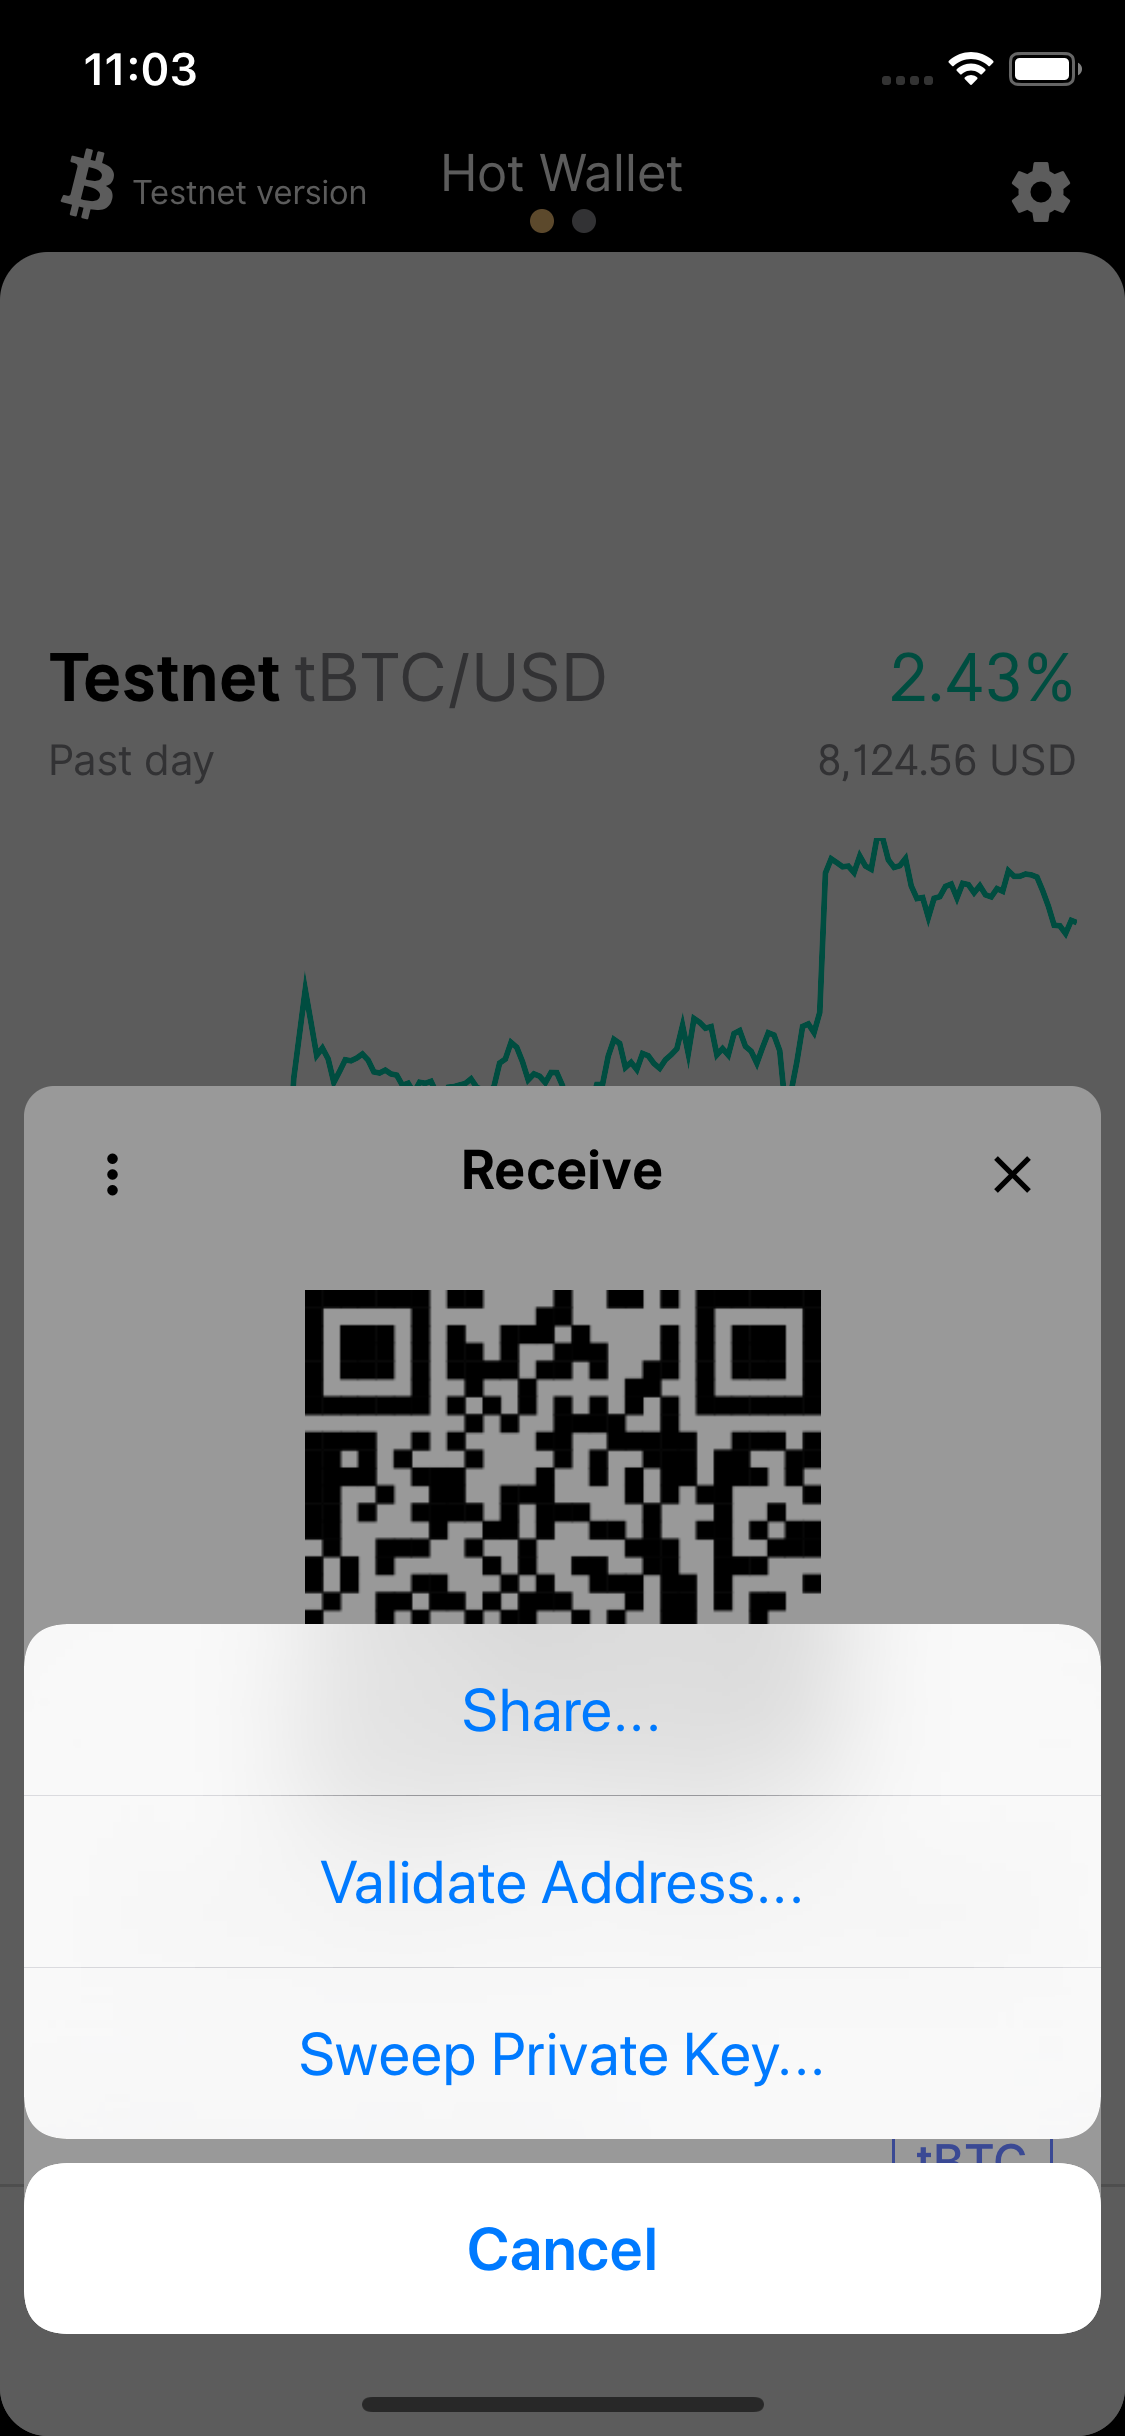 11:03
Hot Wallet
Testnet version
Testnet tBTC/USD 2.43%
Past day 8,124.56 USD
Receive
Share...
Validate Address...
Sweep Private Key...
tBTC
Cancel